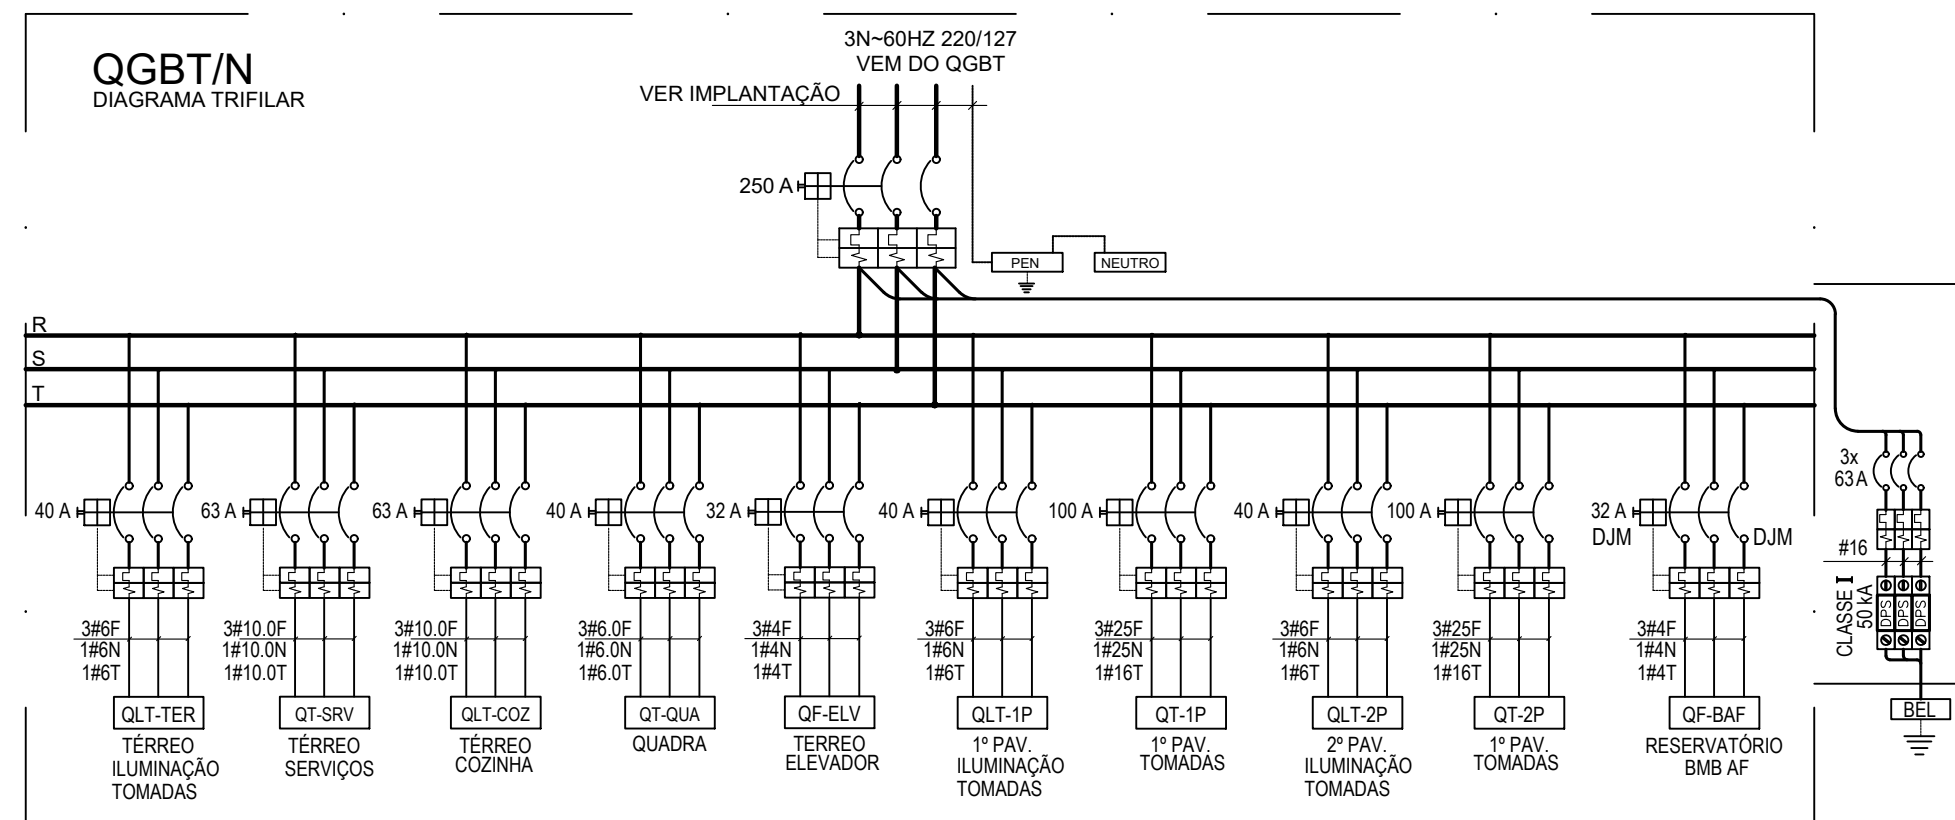 QGBT/N
DIAGRAMA TRIFILAR
3N~60HZ 220/127
VEM DO QGBT
VER IMPLANTAÇÃO
250 A
PEN
NEUTRO
R
S
T
40 A
63 A
63 A
40 A
32 A
40 A
100 A
40 A
100 A
32 A
DJM
DJM
3x
63A
#16
CLASSE I
50 kA
DPS
DPS
DPS
BEL
3#6F
1#6N
1#6T
3#10.0F
1#10.0N
1#10.0T
3#10.0F
1#10.0N
1#10.0T
3#6.0F
1#6.0N
1#6.0T
3#4F
1#4N
1#4T
3#6F
1#6N
1#6T
3#25F
1#25N
1#16T
3#6F
1#6N
1#6T
3#25F
1#25N
1#16T
3#4F
1#4N
1#4T
QLT-TER
TÉRREO
ILUMINAÇÃO
TOMADAS
QT-SRV
TÉRREO
SERVIÇOS
QLT-COZ
TÉRREO
COZINHA
QT-QUA
QUADRA
QF-ELV
TERREO
ELEVADOR
QLT-1P
1º PAV.
ILUMINAÇÃO
TOMADAS
QT-1P
1º PAV.
TOMADAS
QLT-2P
2º PAV.
ILUMINAÇÃO
TOMADAS
QT-2P
1º PAV.
TOMADAS
QF-BAF
RESERVATÓRIO
BMB AF